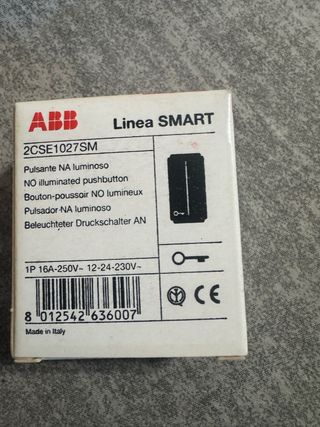 ABB Linea SMART
2CSE1027SM
Pulsante NA luminoso
NO illuminated pushbutton
Bouton-poussoir NO lumineux
Pulsador-NA luminoso
Beleuchteter Druckschalter AN
1P 16A-250V~ 12-24-230V~
8 012542 636007
CE
Made in Italy